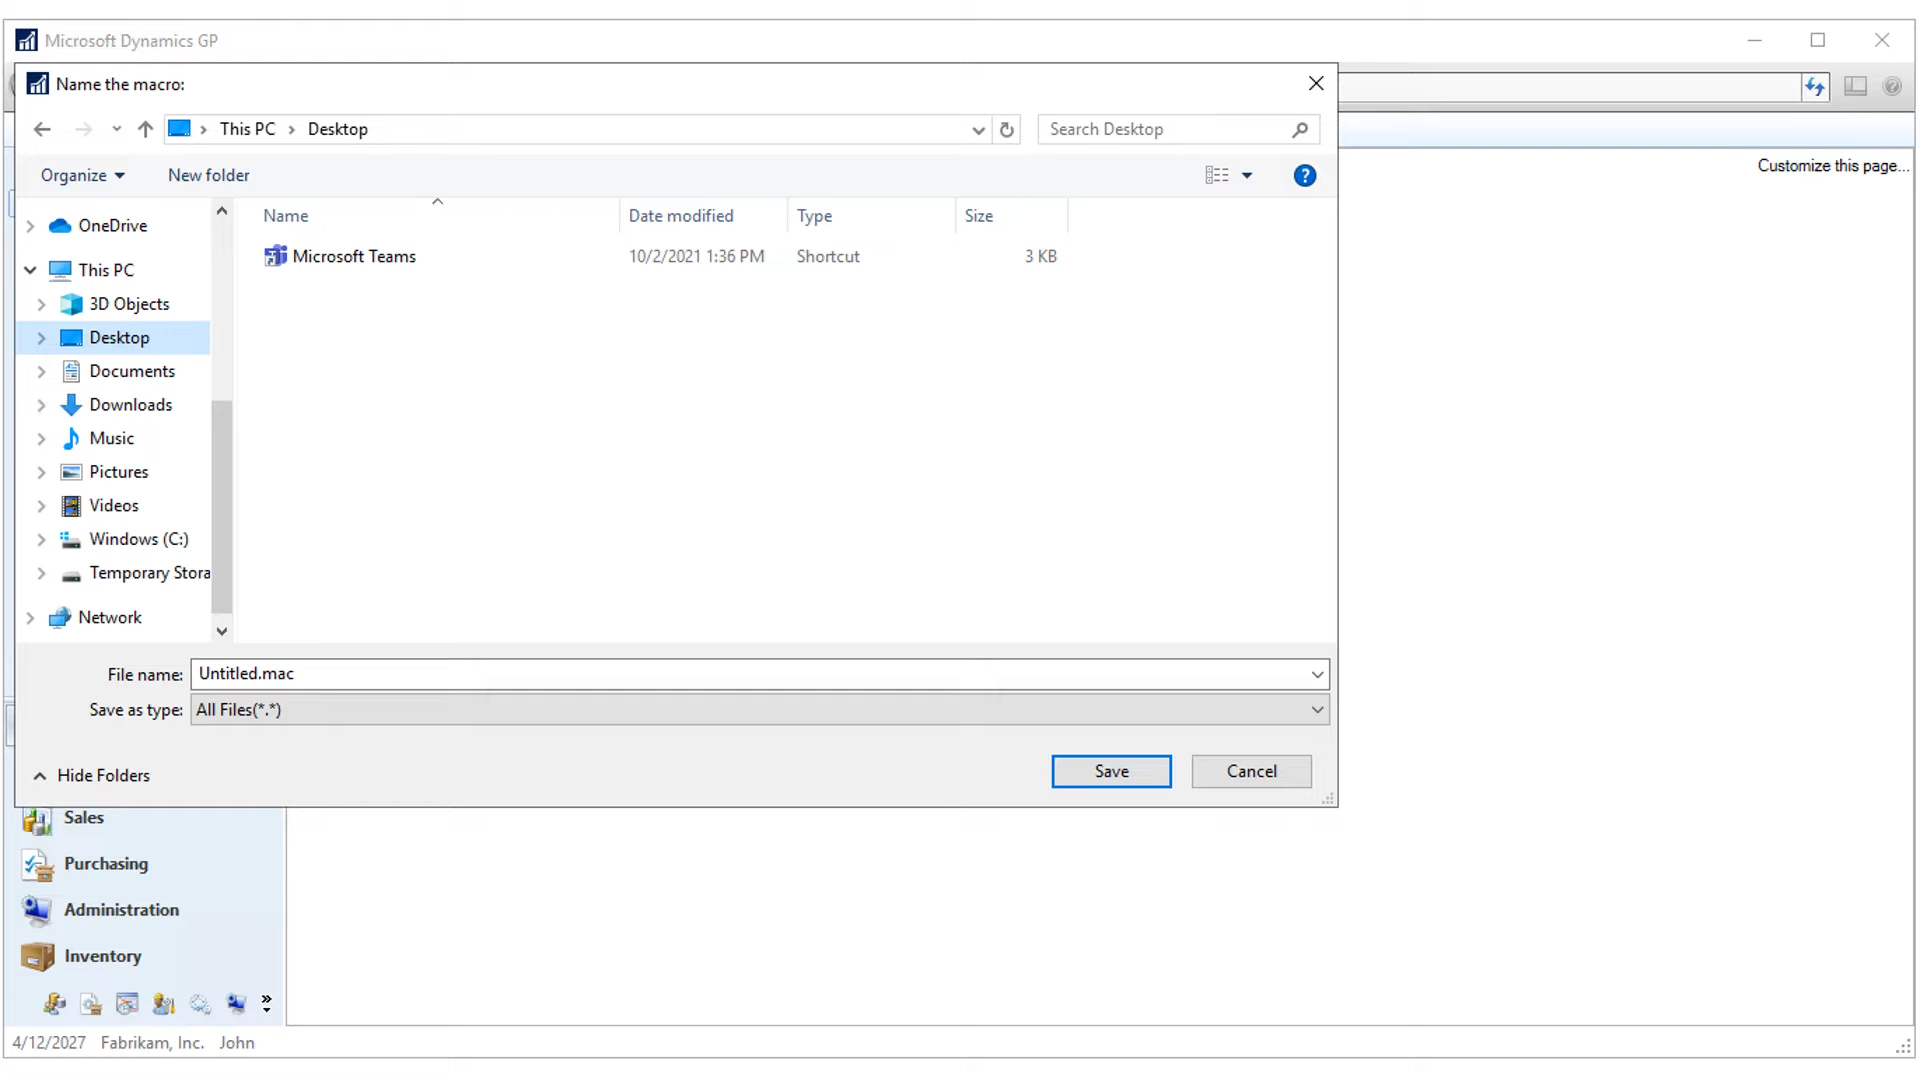 Microsoft Dynamics GP
Name the macro:
This PC
Desktop
Search Desktop
Customize this page...
Organize
New folder
?
Name
Date modified
Type
Size
OneDrive
Microsoft Teams
10/2/2021 1:36 PM
Shortcut
3 KB
This PC
3D Objects
Desktop
Documents
Downloads
Music
Pictures
Videos
Windows (C:)
Temporary Stora
Network
File name:
Untitled.mac
Save as type:
All Files(*.*)
Hide Folders
Save
Cancel
Sales
Purchasing
Administration
Inventory
4/12/2027
Fabrikam, Inc.
John